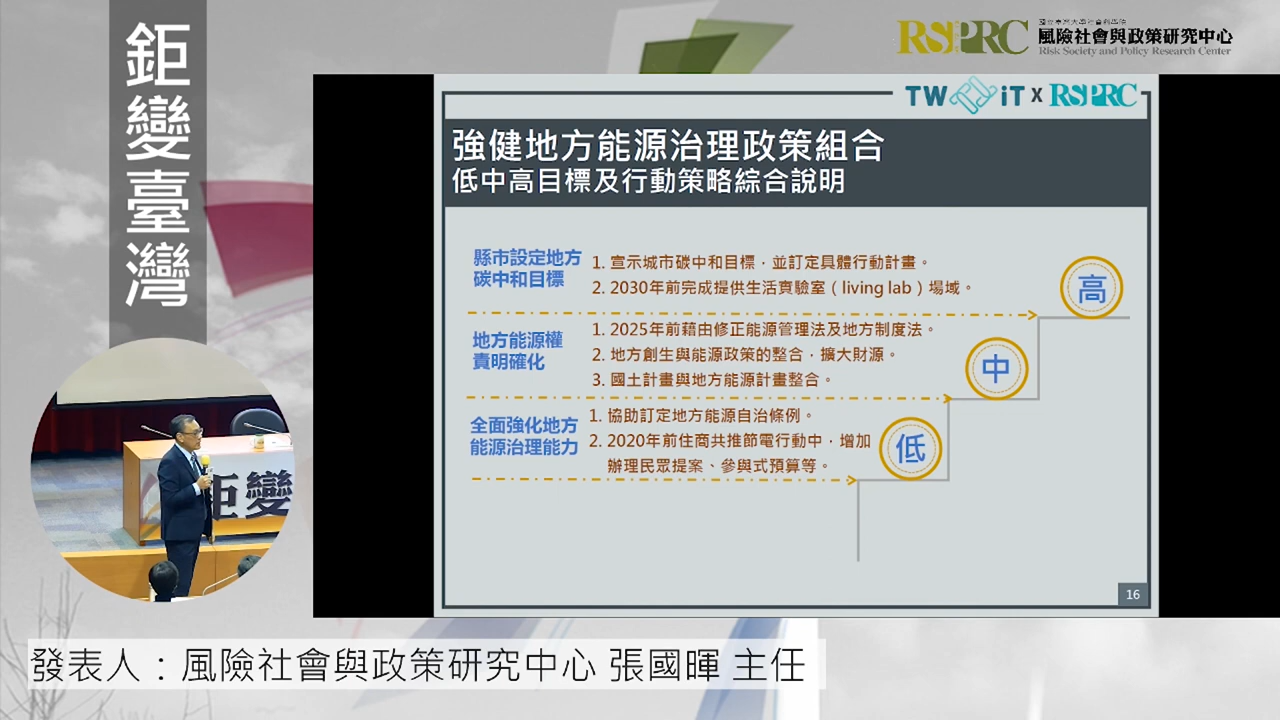 鉅變臺灣
RSPRC
國立臺灣大學社會科學院
風險社會與政策研究中心
Risk Society and Policy Research Center
TW iT X RSPRC
強健地方能源治理政策組合
低中高目標及行動策略綜合說明
縣市設定地方
碳中和目標
1. 宣示城市碳中和目標，並訂定具體行動計畫。
2. 2030年前完成提供生活實驗室（living lab）場域。
高
地方能源權
責明確化
1. 2025年前藉由修正能源管理法及地方制度法。
2. 地方創生與能源政策的整合，擴大財源。
3. 國土計畫與地方能源計畫整合。
中
全面強化地方
能源治理能力
1. 協助訂定地方能源自治條例。
2. 2020年前住商共推節電行動中，增加
辦理民眾提案、參與式預算等。
低
16
鉅變
發表人：風險社會與政策研究中心 張國暉 主任